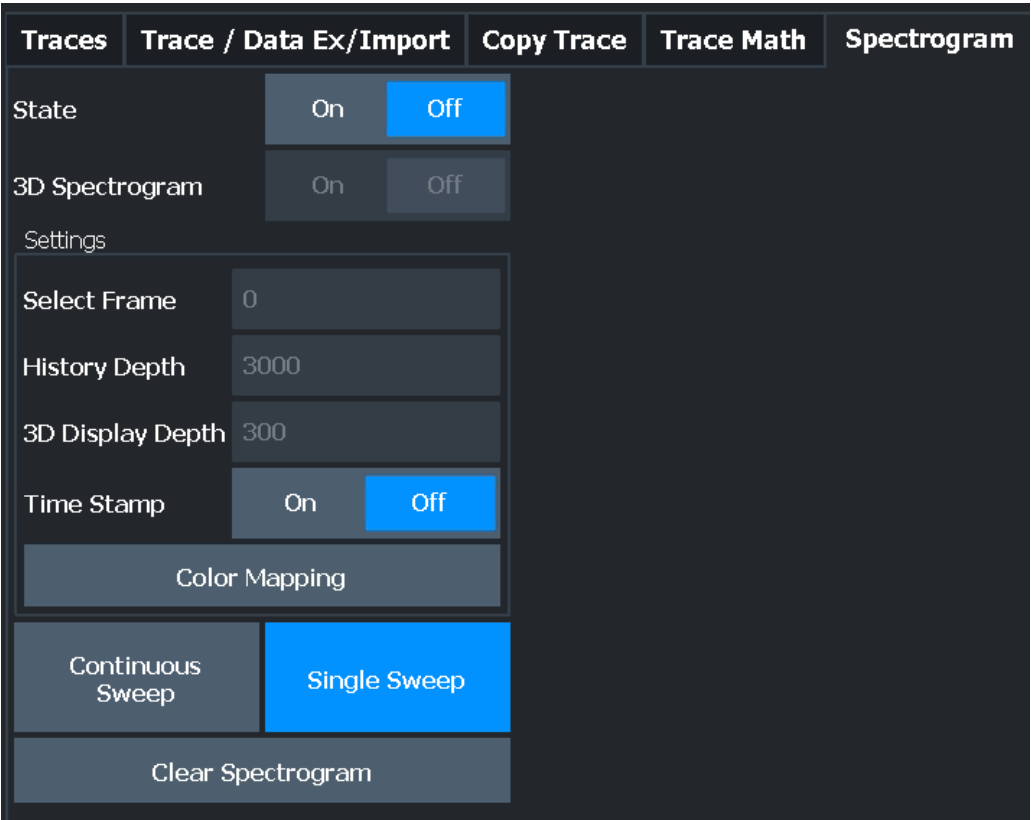 Traces Trace / Data Ex/Import Copy Trace Trace Math Spectrogram
State On Off
3D Spectrogram On Off
Settings
Select Frame 0
History Depth 3000
3D Display Depth 300
Time Stamp On Off
Color Mapping
Continuous
Sweep
Single Sweep
Clear Spectrogram